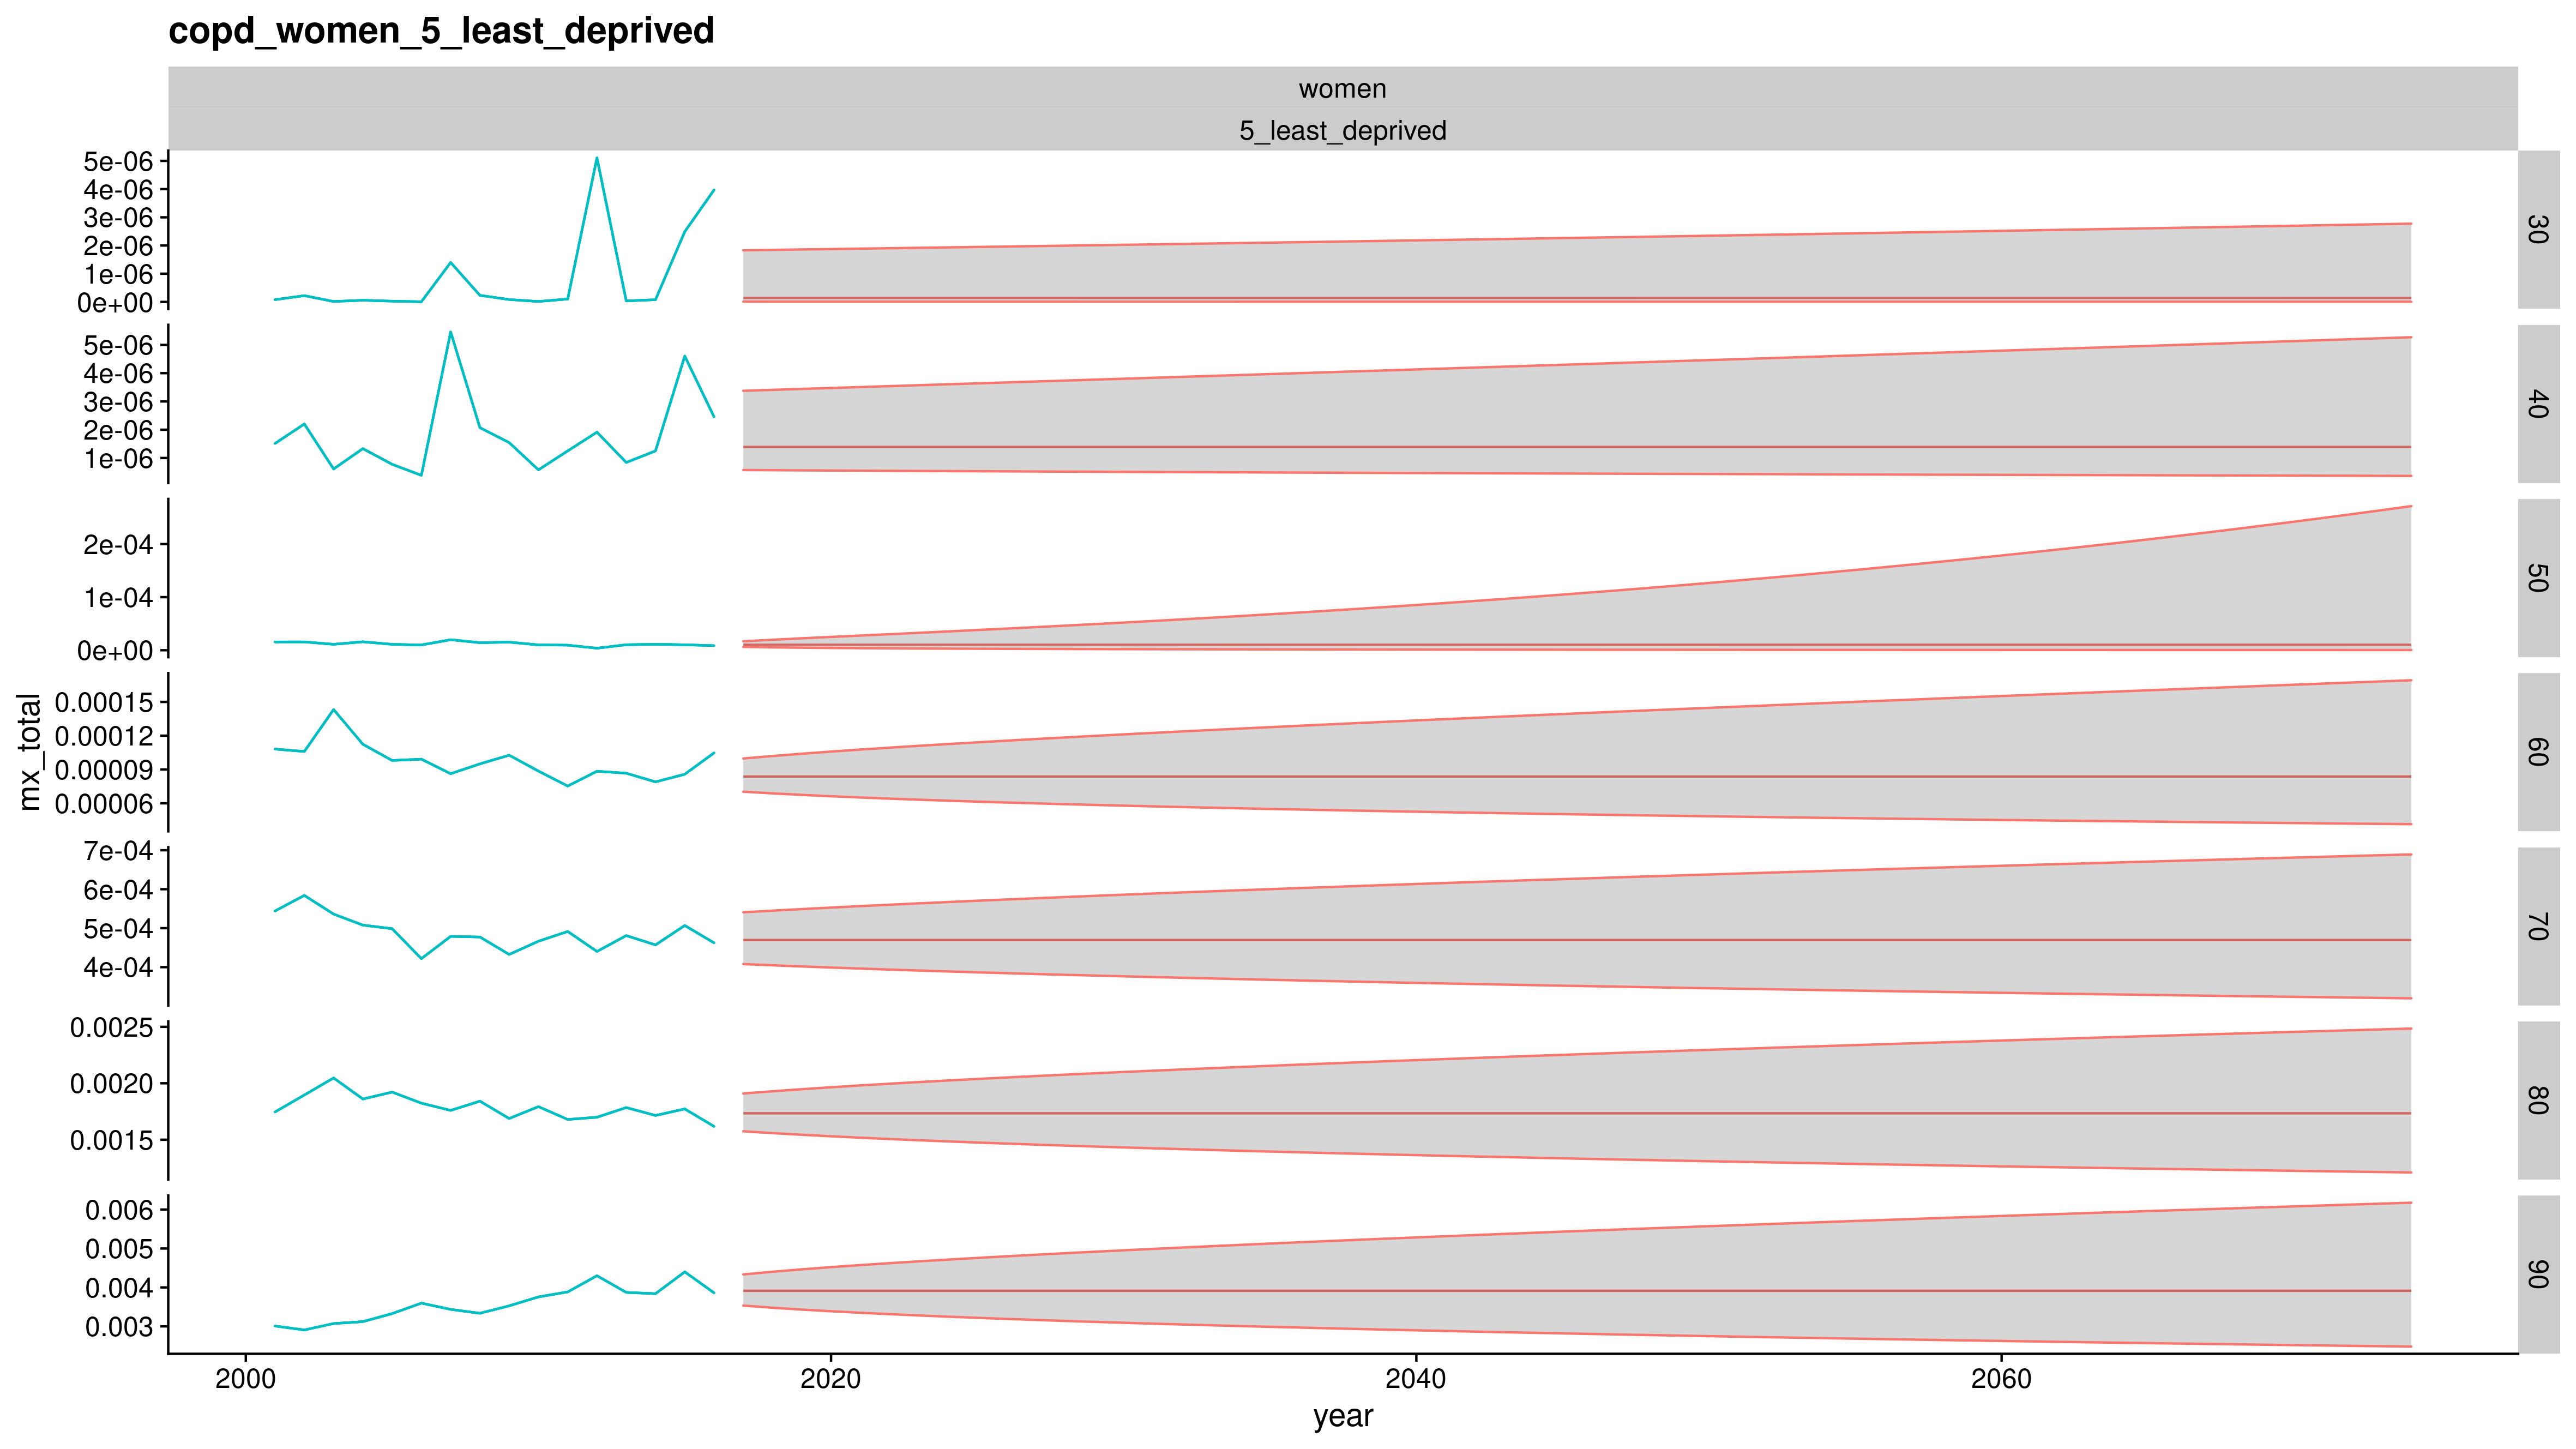 copd_women_5_least_deprived
women
5_least_deprived
5e-06
4e-06
3e-06
2e-06
1e-06
0e+00
30
5e-06
4e-06
3e-06
2e-06
1e-06
40
2e-04
1e-04
0e+00
50
0.00015
0.00012
0.00009
0.00006
60
7e-04
6e-04
5e-04
4e-04
70
0.0025
0.0020
0.0015
80
0.006
0.005
0.004
0.003
90
mx_total
2000 2020 2040 2060
year